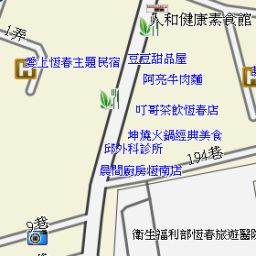 人和健康素食館
1弄
愛上恆春主題民宿
豆豆甜品屋
阿亮牛肉麵
叮哥茶飲恆春店
坤燒火鍋經典美食
邱外科診所
194巷
晨間廚房恆南店
9巷
衛生福利部恆春旅遊醫院